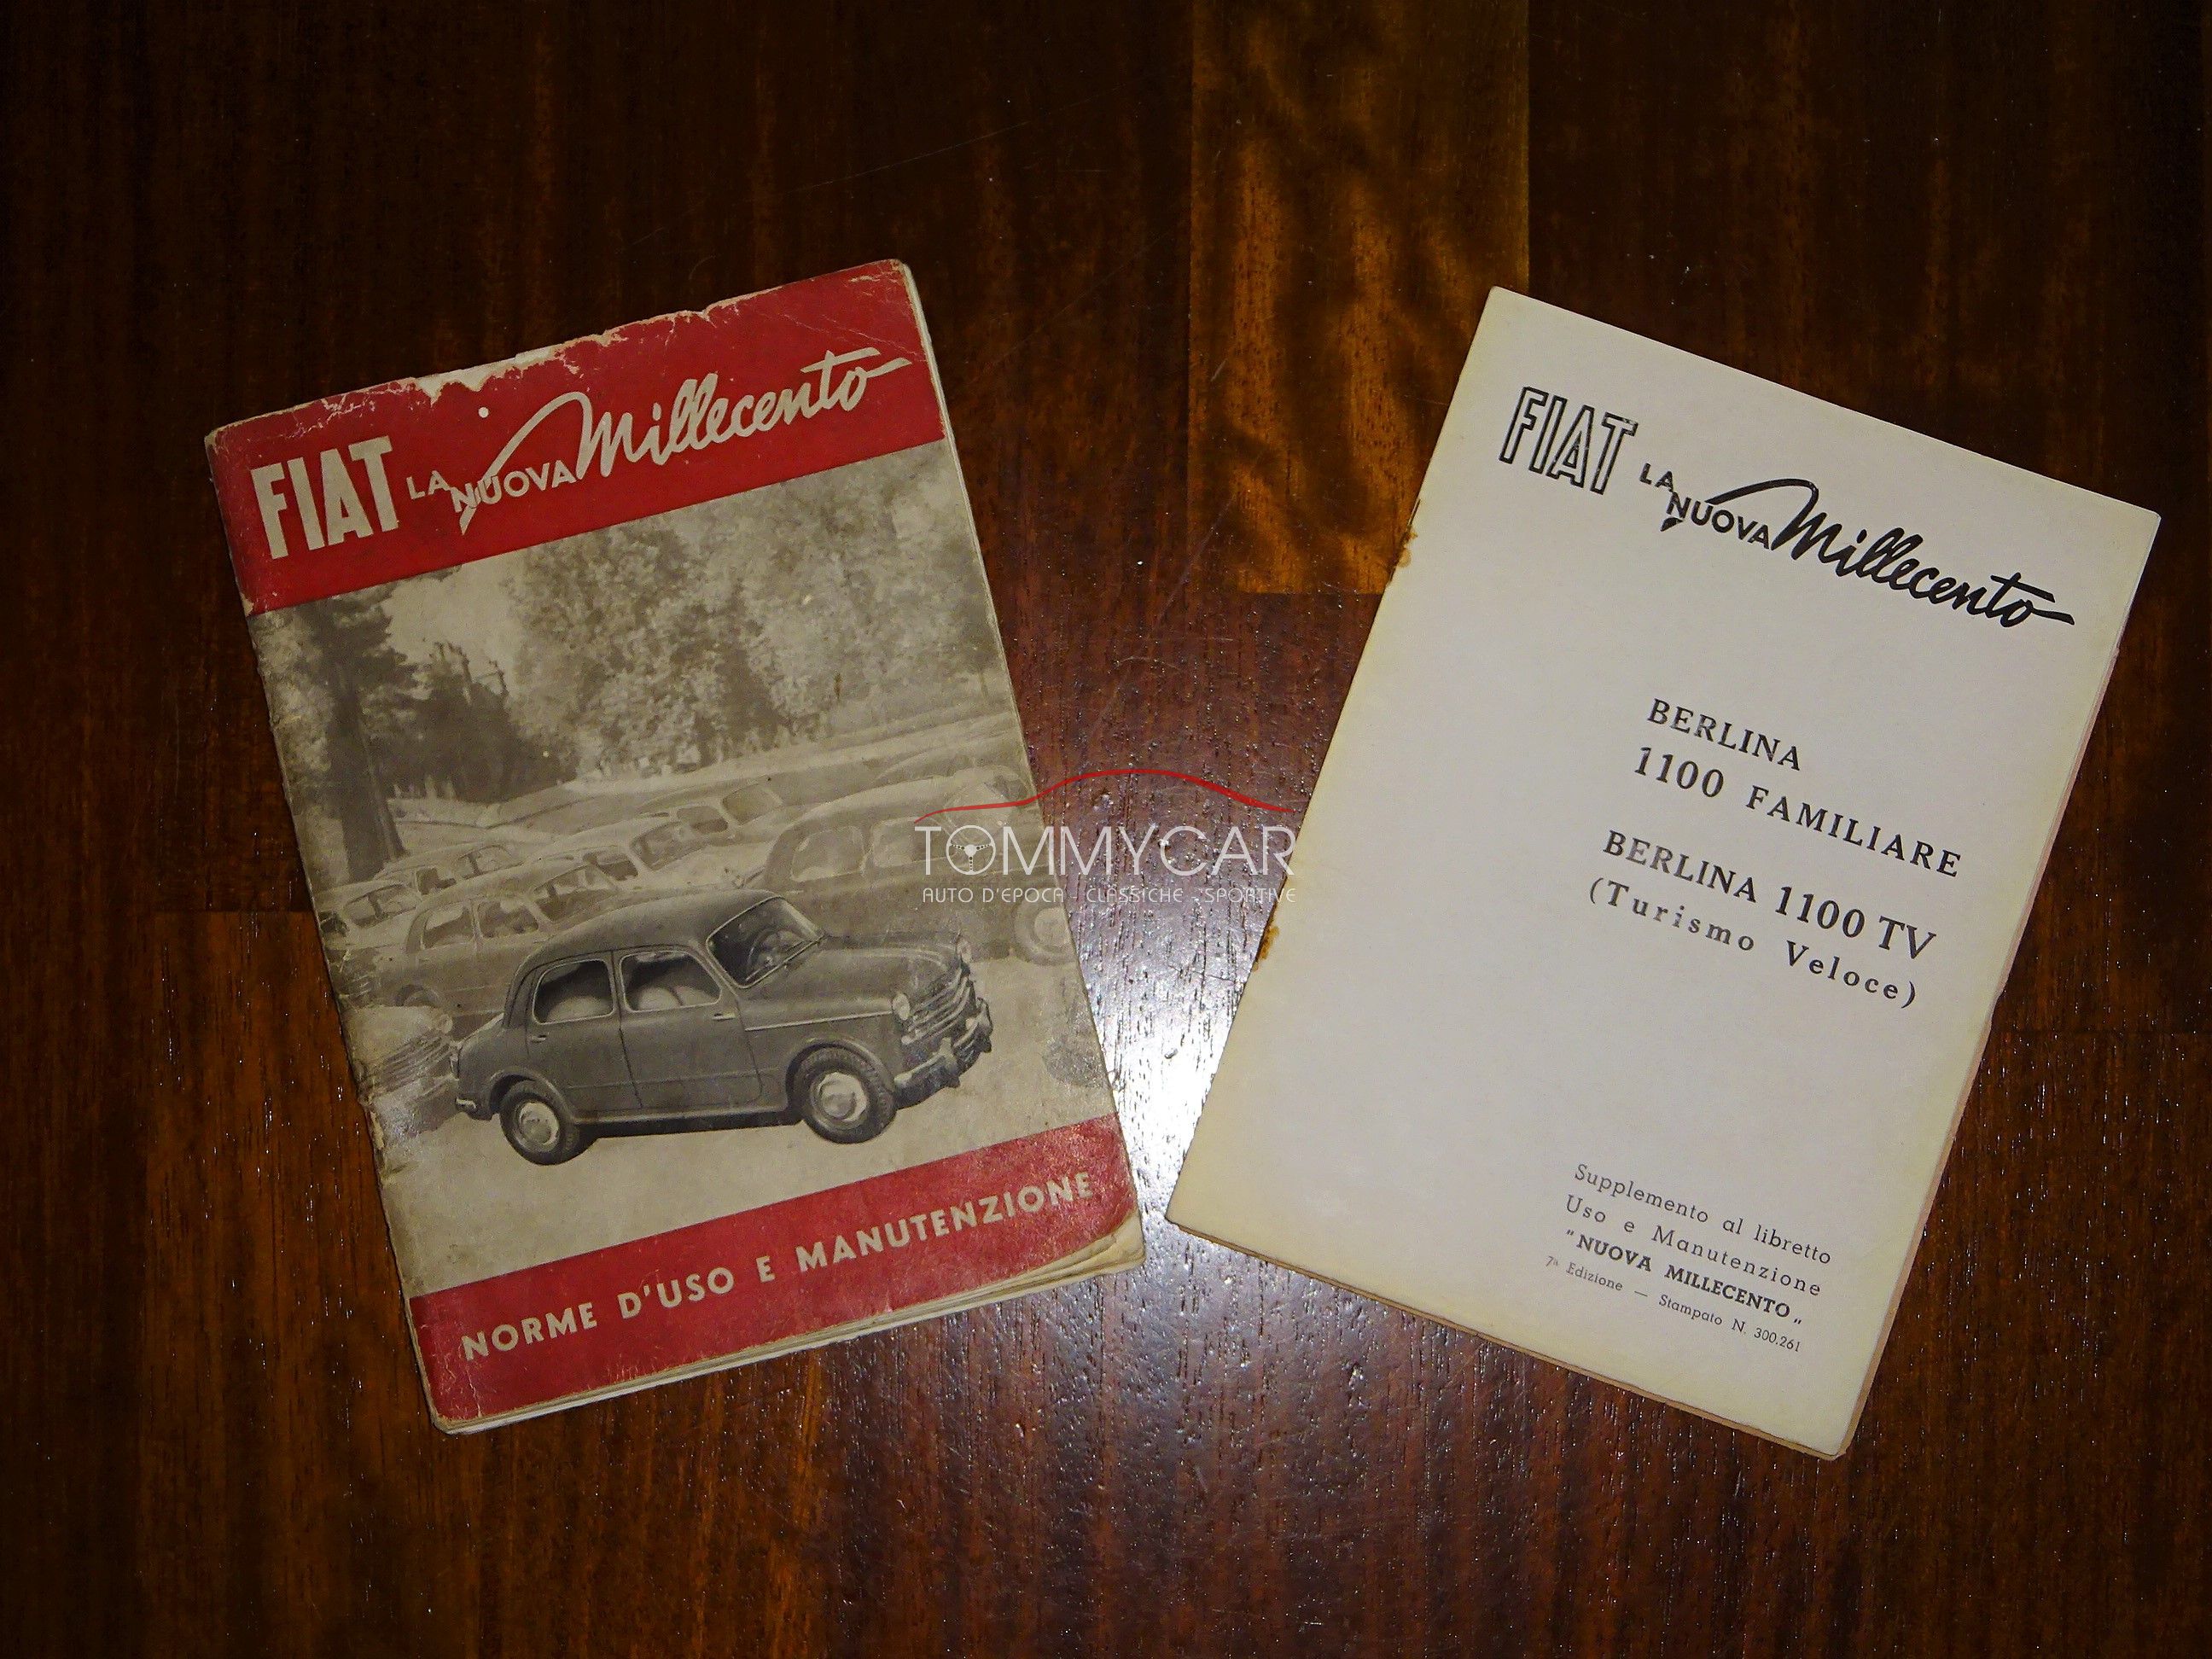 FIAT LA NUOVA Millecento
NORME D'USO E MANUTENZIONE
FIAT LA NUOVA Millecento
BERLINA
1100 FAMILIARE
BERLINA 1100 TV
(Turismo Veloce)
Supplemento al libretto
Uso e Manutenzione
"NUOVA MILLECENTO„
7ª Edizione — Stampato N. 300.261
TOMMYCAR
AUTO D'EPOCA - CLASSICHE - SPORTIVE